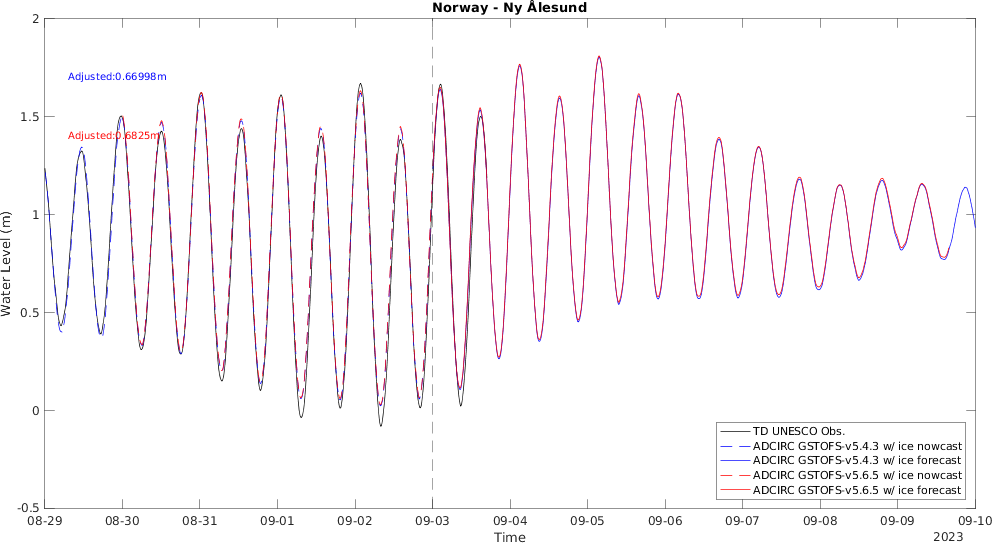 Norway - Ny Ålesund
2
1.5
1
0.5
0
-0.5
Water Level (m)
Adjusted:0.66998m
Adjusted:0.6825m
TD UNESCO Obs.
ADCIRC GSTOFS-v5.4.3 w/ ice nowcast
ADCIRC GSTOFS-v5.4.3 w/ ice forecast
ADCIRC GSTOFS-v5.6.5 w/ ice nowcast
ADCIRC GSTOFS-v5.6.5 w/ ice forecast
08-29 08-30 08-31 09-01 09-02 09-03 09-04 09-05 09-06 09-07 09-08 09-09 09-10
Time
2023